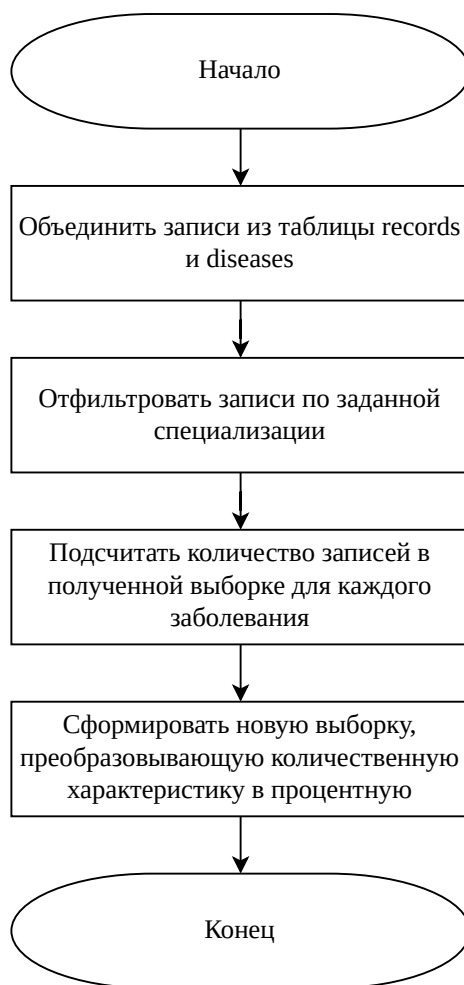 Начало
Объединить записи из таблицы records
и diseases
Отфильтровать записи по заданной
специализации
Подсчитать количество записей в
полученной выборке для каждого
заболевания
Сформировать новую выборку,
преобразовывающую количественную
характеристику в процентную
Конец